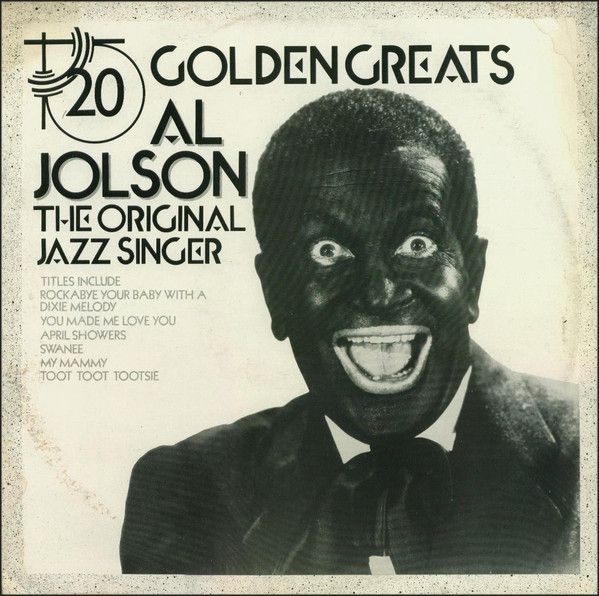 20 GOLDEN GREATS
AL
JOLSON
THE ORIGINAL
JAZZ SINGER
TITLES INCLUDE
ROCKABYE YOUR BABY WITH A
DIXIE MELODY
YOU MADE ME LOVE YOU
APRIL SHOWERS
SWANEE
MY MAMMY
TOOT TOOT TOOTSIE